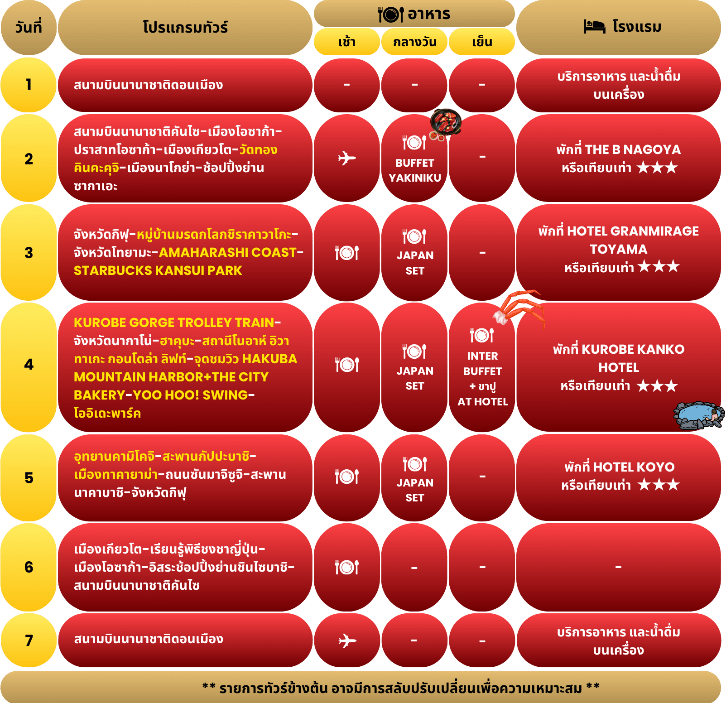 วันที่
โปรแกรมทัวร์
อาหาร
เช้า
กลางวัน
เย็น
โรงแรม
1
สนามบินนานาชาติดอนเมือง
-
-
-
บริการอาหาร และน้ำดื่ม
บนเครื่อง
2
สนามบินนานาชาติคันไซ-เมืองโอซาก้า-
ปราสาทโอซาก้า-เมืองเกียวโต-วัดทอง
คินคะคุจิ-เมืองนาโกย่า-ช้อปปิ้งย่าน
ซากาเอะ
BUFFET
YAKINIKU
-
พักที่ THE B NAGOYA
หรือเทียบเท่า ★★★
3
จังหวัดกิฟุ-หมู่บ้านมรดกโลกชิราคาวาโกะ-
จังหวัดโทยามะ-AMAHARASHI COAST-
STARBUCKS KANSUI PARK
JAPAN
SET
-
พักที่ HOTEL GRANMIRAGE
TOYAMA
หรือเทียบเท่า ★★★
4
KUROBE GORGE TROLLEY TRAIN-
จังหวัดนากาโน่-ฮาคุบะ-สถานีโนอาห์ อิวา
ทาเกะ กอนโดล่า ลิฟท์-จุดชมวิว HAKUBA
MOUNTAIN HARBOR+THE CITY
BAKERY-YOO HOO! SWING-
โออิเดะพาร์ค
JAPAN
SET
INTER
BUFFET
+ ขาปู
AT HOTEL
พักที่ KUROBE KANKO
HOTEL
หรือเทียบเท่า ★★★
5
อุทยานคามิโคจิ-สะพานกัปปะบาชิ-
เมืองทาคายาม่า-ถนนซันมาจิซูจิ-สะพาน
นาคาบาชิ-จังหวัดกิฟุ
JAPAN
SET
-
พักที่ HOTEL KOYO
หรือเทียบเท่า ★★★
6
เมืองเกียวโต-เรียนรู้พิธีชงชาญี่ปุ่น-
เมืองโอซาก้า-อิสระช้อปปิ้งย่านชินไซบาชิ-
สนามบินนานาชาติคันไซ
-
-
-
7
สนามบินนานาชาติดอนเมือง
-
-
บริการอาหาร และน้ำดื่ม
บนเครื่อง
** รายการทัวร์ข้างต้น อาจมีการสลับปรับเปลี่ยนเพื่อความเหมาะสม **